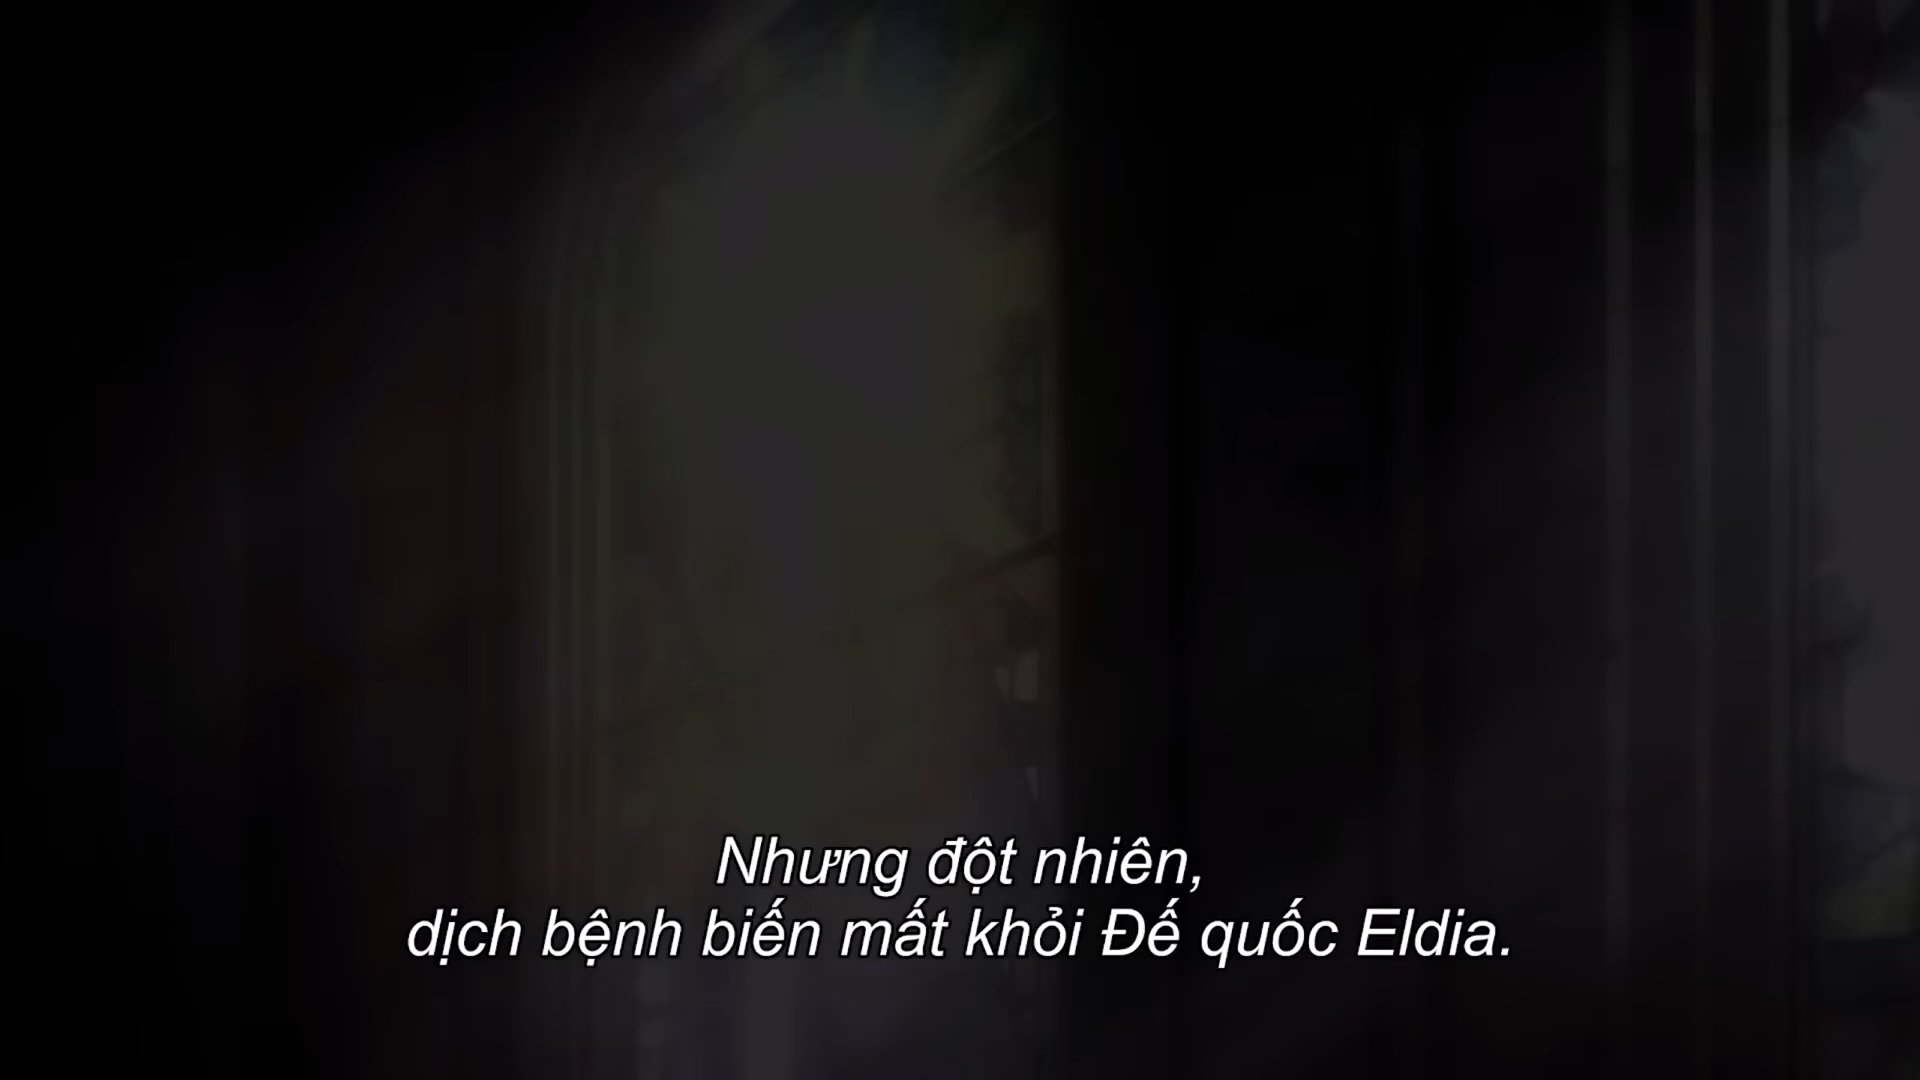 Nhưng đột nhiên,
dịch bệnh biến mất khỏi Đế quốc Eldia.